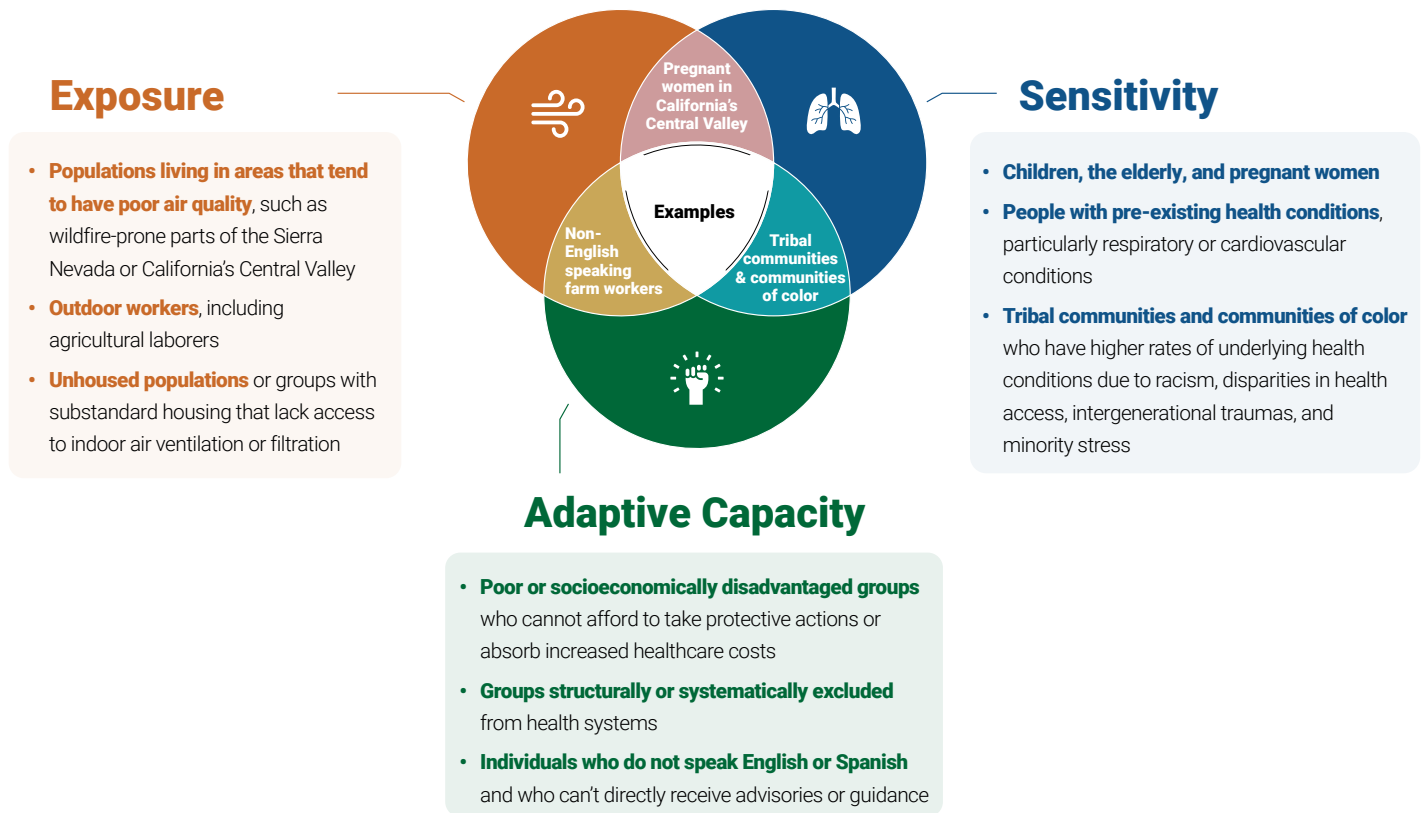 Exposure
• Populations living in areas that tend
to have poor air quality, such as
wildfire-prone parts of the Sierra
Nevada or California’s Central Valley
• Outdoor workers, including
agricultural laborers
• Unhoused populations or groups with
substandard housing that lack access
to indoor air ventilation or filtration
Pregnant
women in
California’s
Central Valley
Examples
Non-
English
speaking
farm workers
Tribal
communities
& communities
of color
Sensitivity
• Children, the elderly, and pregnant women
• People with pre-existing health conditions,
particularly respiratory or cardiovascular
conditions
• Tribal communities and communities of color
who have higher rates of underlying health
conditions due to racism, disparities in health
access, intergenerational traumas, and
minority stress
Adaptive Capacity
• Poor or socioeconomically disadvantaged groups
who cannot afford to take protective actions or
absorb increased healthcare costs
• Groups structurally or systematically excluded
from health systems
• Individuals who do not speak English or Spanish
and who can’t directly receive advisories or guidance